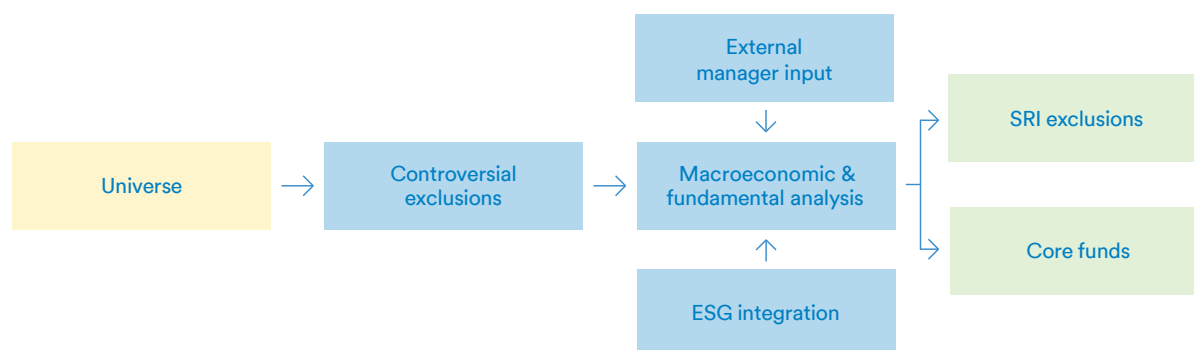 Universe
Controversial
exclusions
External
manager input
Macroeconomic &
fundamental analysis
ESG integration
SRI exclusions
Core funds